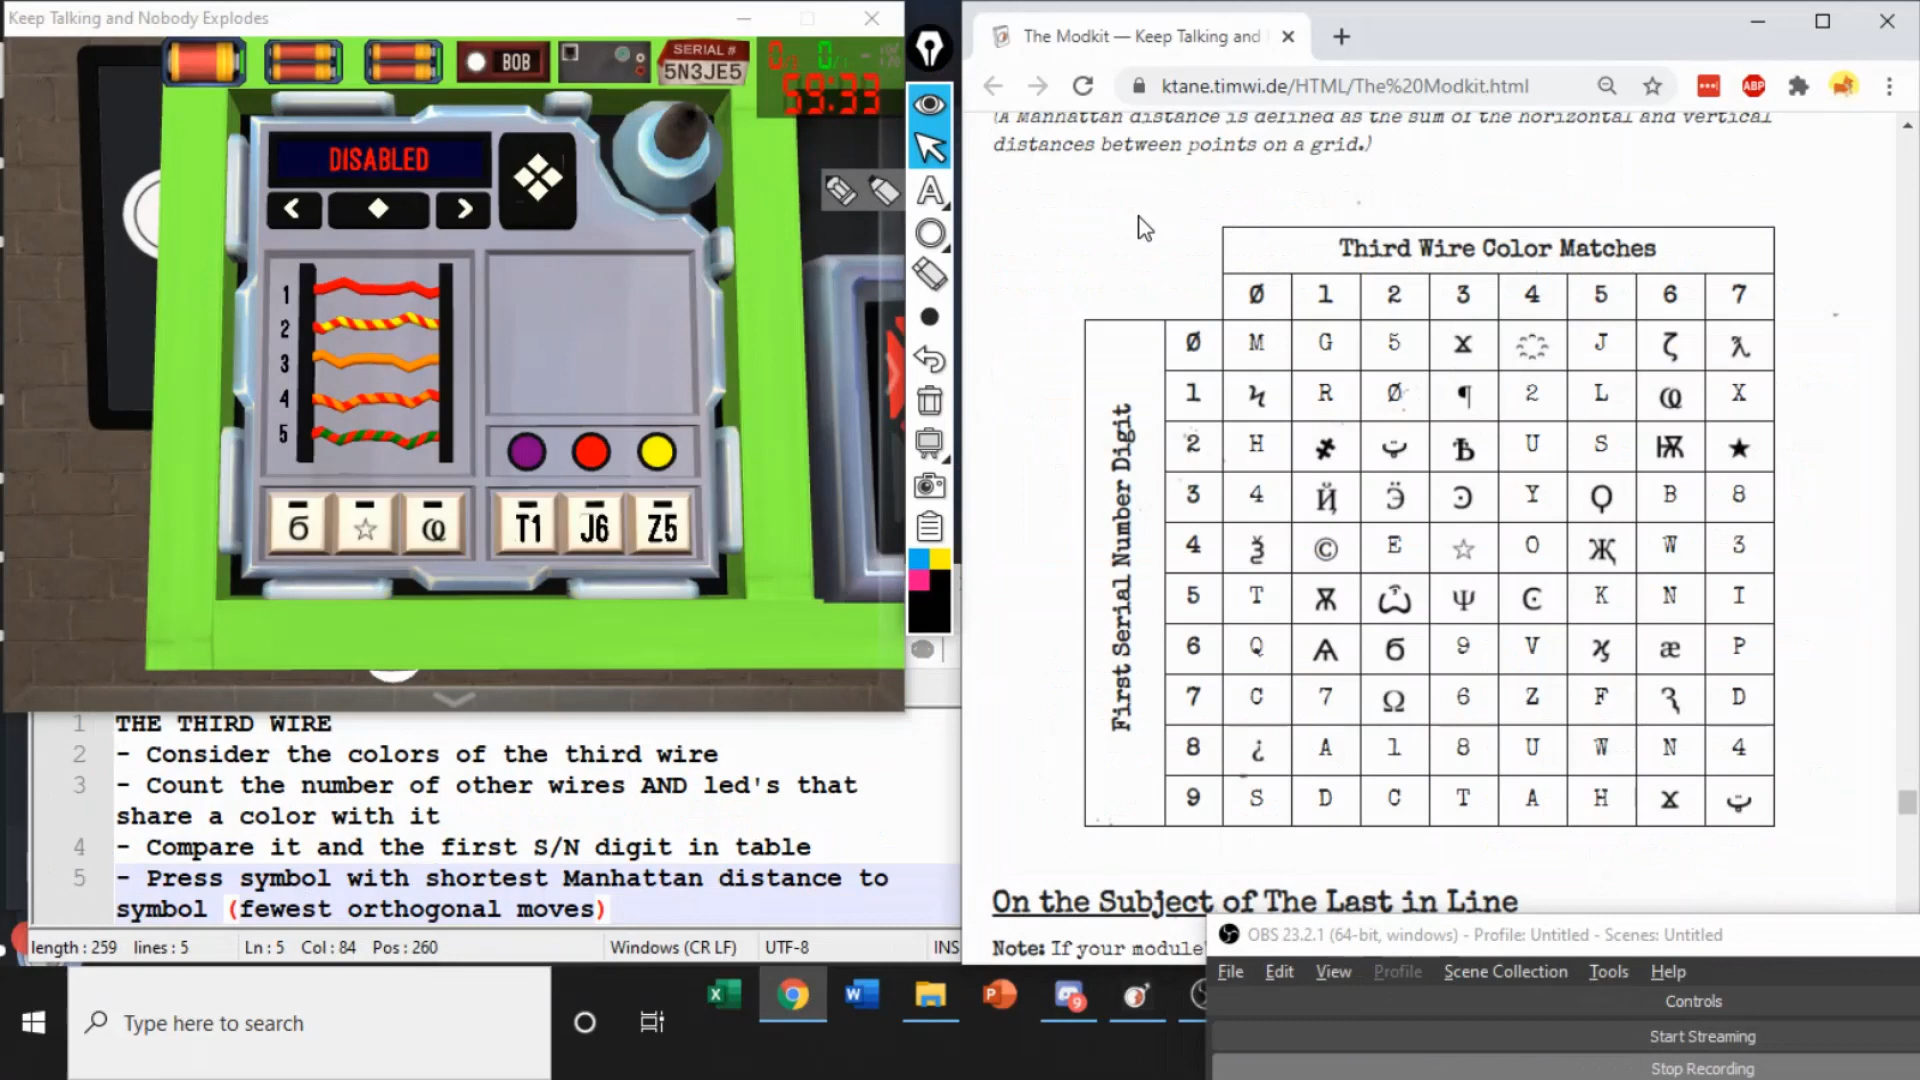 Keep Talking and Nobody Explodes
BOB
SERIAL #
5N3JE5
59:33
DISABLED
1
2
3
4
5
б ☆ Ҩ T1 J6 Z5
1 THE THIRD WIRE
2 - Consider the colors of the third wire
3 - Count the number of other wires AND led's that
share a color with it
4 - Compare it and the first S/N digit in table
5 - Press symbol with shortest Manhattan distance to
symbol (fewest orthogonal moves)
length : 259 lines : 5 Ln : 5 Col : 84 Pos : 260 Windows (CR LF) UTF-8 INS
The Modkit — Keep Talking and
ktane.timwi.de/HTML/The%20Modkit.html
ABP
(A Manhattan distance is defined as the sum of the horizontal and vertical
distances between points on a grid.)
Third Wire Color Matches
Ø 1 2 3 4 5 6 7
First Serial Number Digit
Ø M G 5 Ӿ ҈ J ζ ƛ
1 Ϟ R Ø ¶ 2 L Ҩ X
2 H ҂ ټ Ѣ U S Ѭ ★
3 4 Ҋ Ӭ Ͽ Y Ϙ B 8
4 Ѯ © E ☆ O Җ W 3
5 T Ѫ Ѽ Ψ Ͼ K N I
6 Q Ѧ б 9 V ϗ æ P
7 C 7 Ω 6 Z F Ԇ D
8 ¿ A 1 8 U W N 4
9 S D C T A H Ӿ ټ
On the Subject of The Last in Line
Note: If your module
OBS 23.2.1 (64-bit, windows) - Profile: Untitled - Scenes: Untitled
File Edit View Profile Scene Collection Tools Help
Controls
Start Streaming
Stop Recording
Type here to search
9